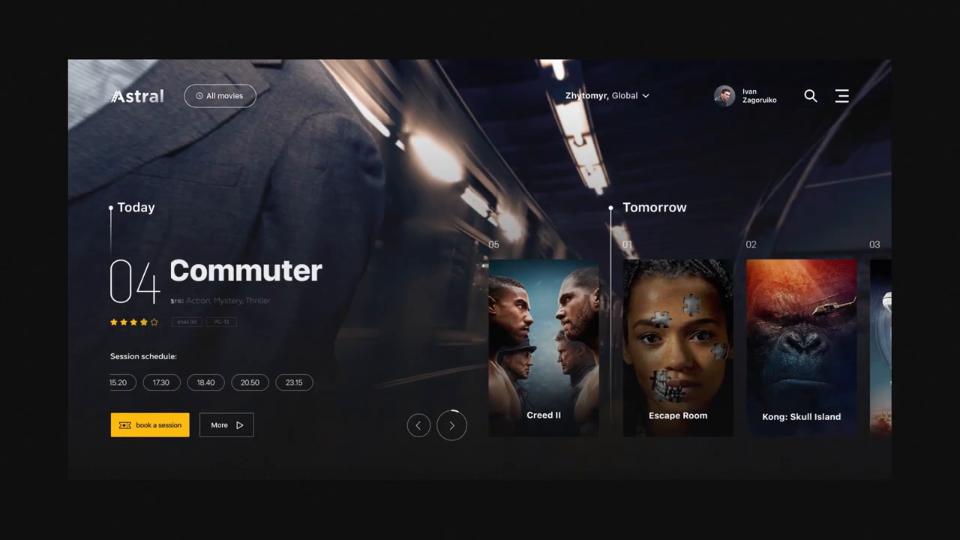 Astral
All movies
Zhytomyr, Global
Ivan
Zagoruiko
Today
Tomorrow
04
Commuter
Action, Mystery, Thriller
Session schedule:
15.20
17.30
18.40
20.50
23.15
book a session
More
05
Creed II
01
Escape Room
02
Kong: Skull Island
03